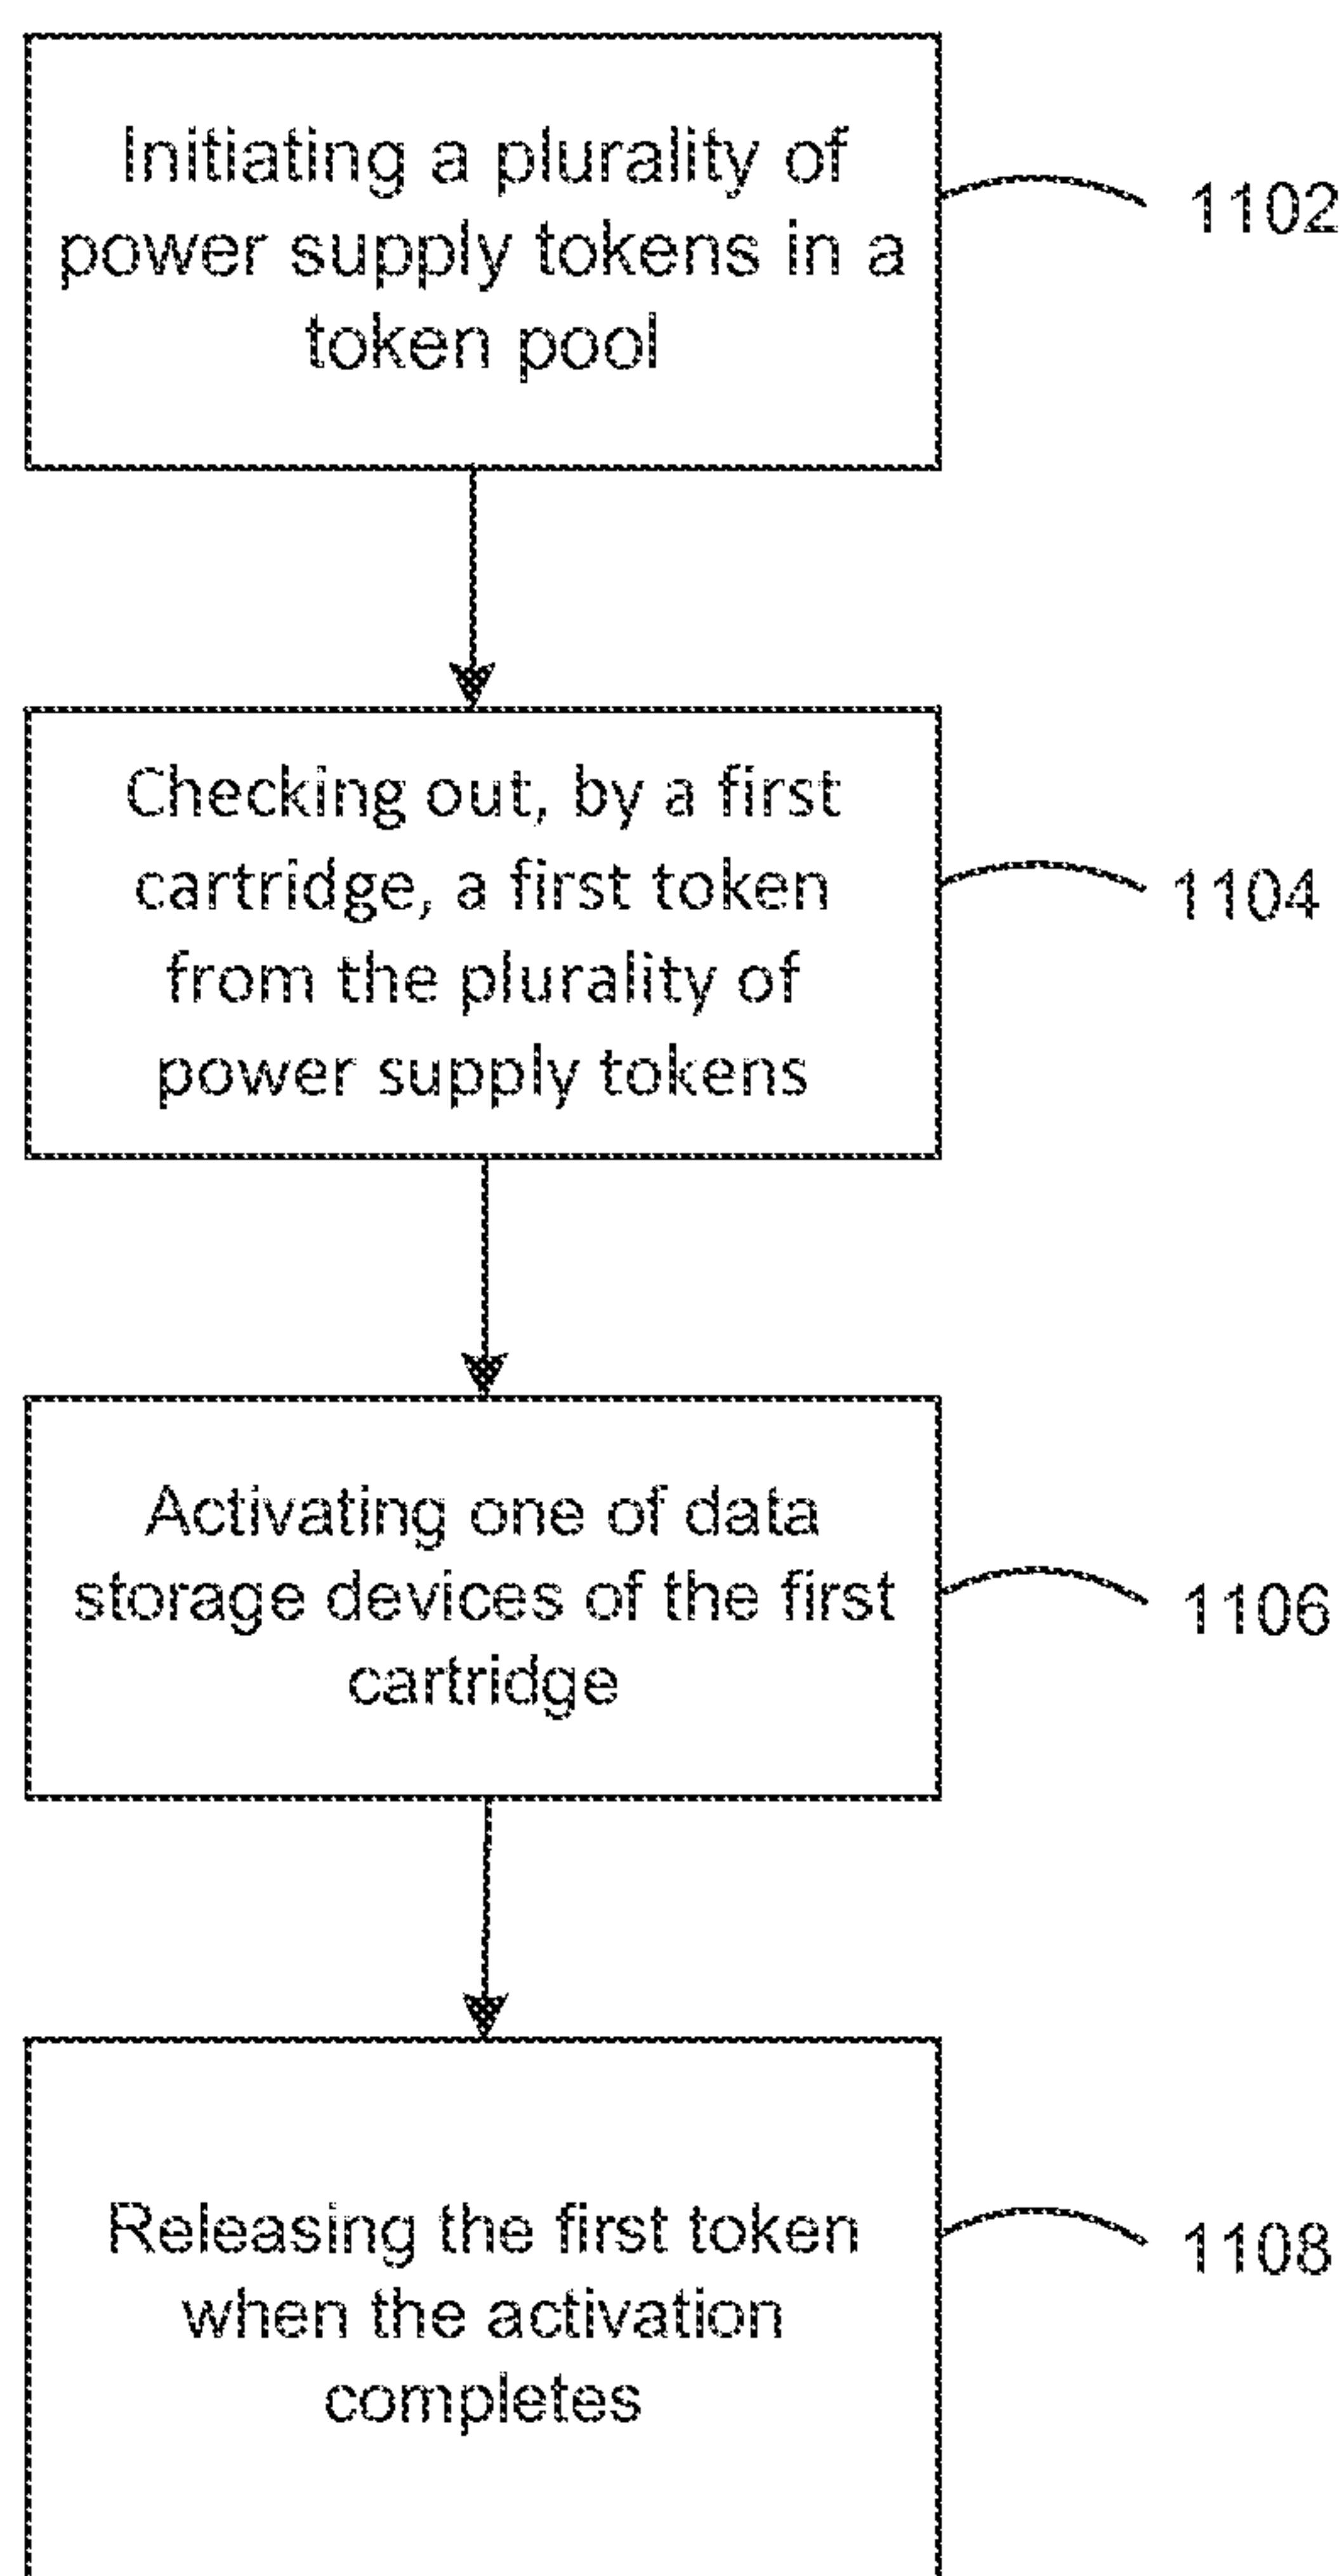 Initiating a plurality of
power supply tokens in a
token pool
1102
Checking out, by a first
cartridge, a first token
from the plurality of
power supply tokens
1104
Activating one of data
storage devices of the first
cartridge
1106
Releasing the first token
when the activation
completes
1108